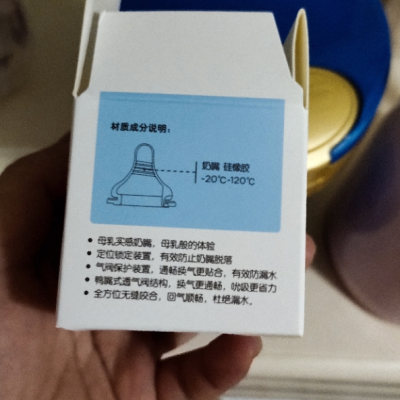 材质成分说明：
奶嘴 硅橡胶
-20℃-120℃
● 母乳实感奶嘴，母乳般的体验
● 定位锁定装置，有效防止奶嘴脱落
● 气阀保护装置，通畅换气更贴合，有效防漏水
● 鸭嘴式透气阀结构，换气更通畅，吮吸更省力
● 全方位无缝胶合，回气顺畅，杜绝漏水。